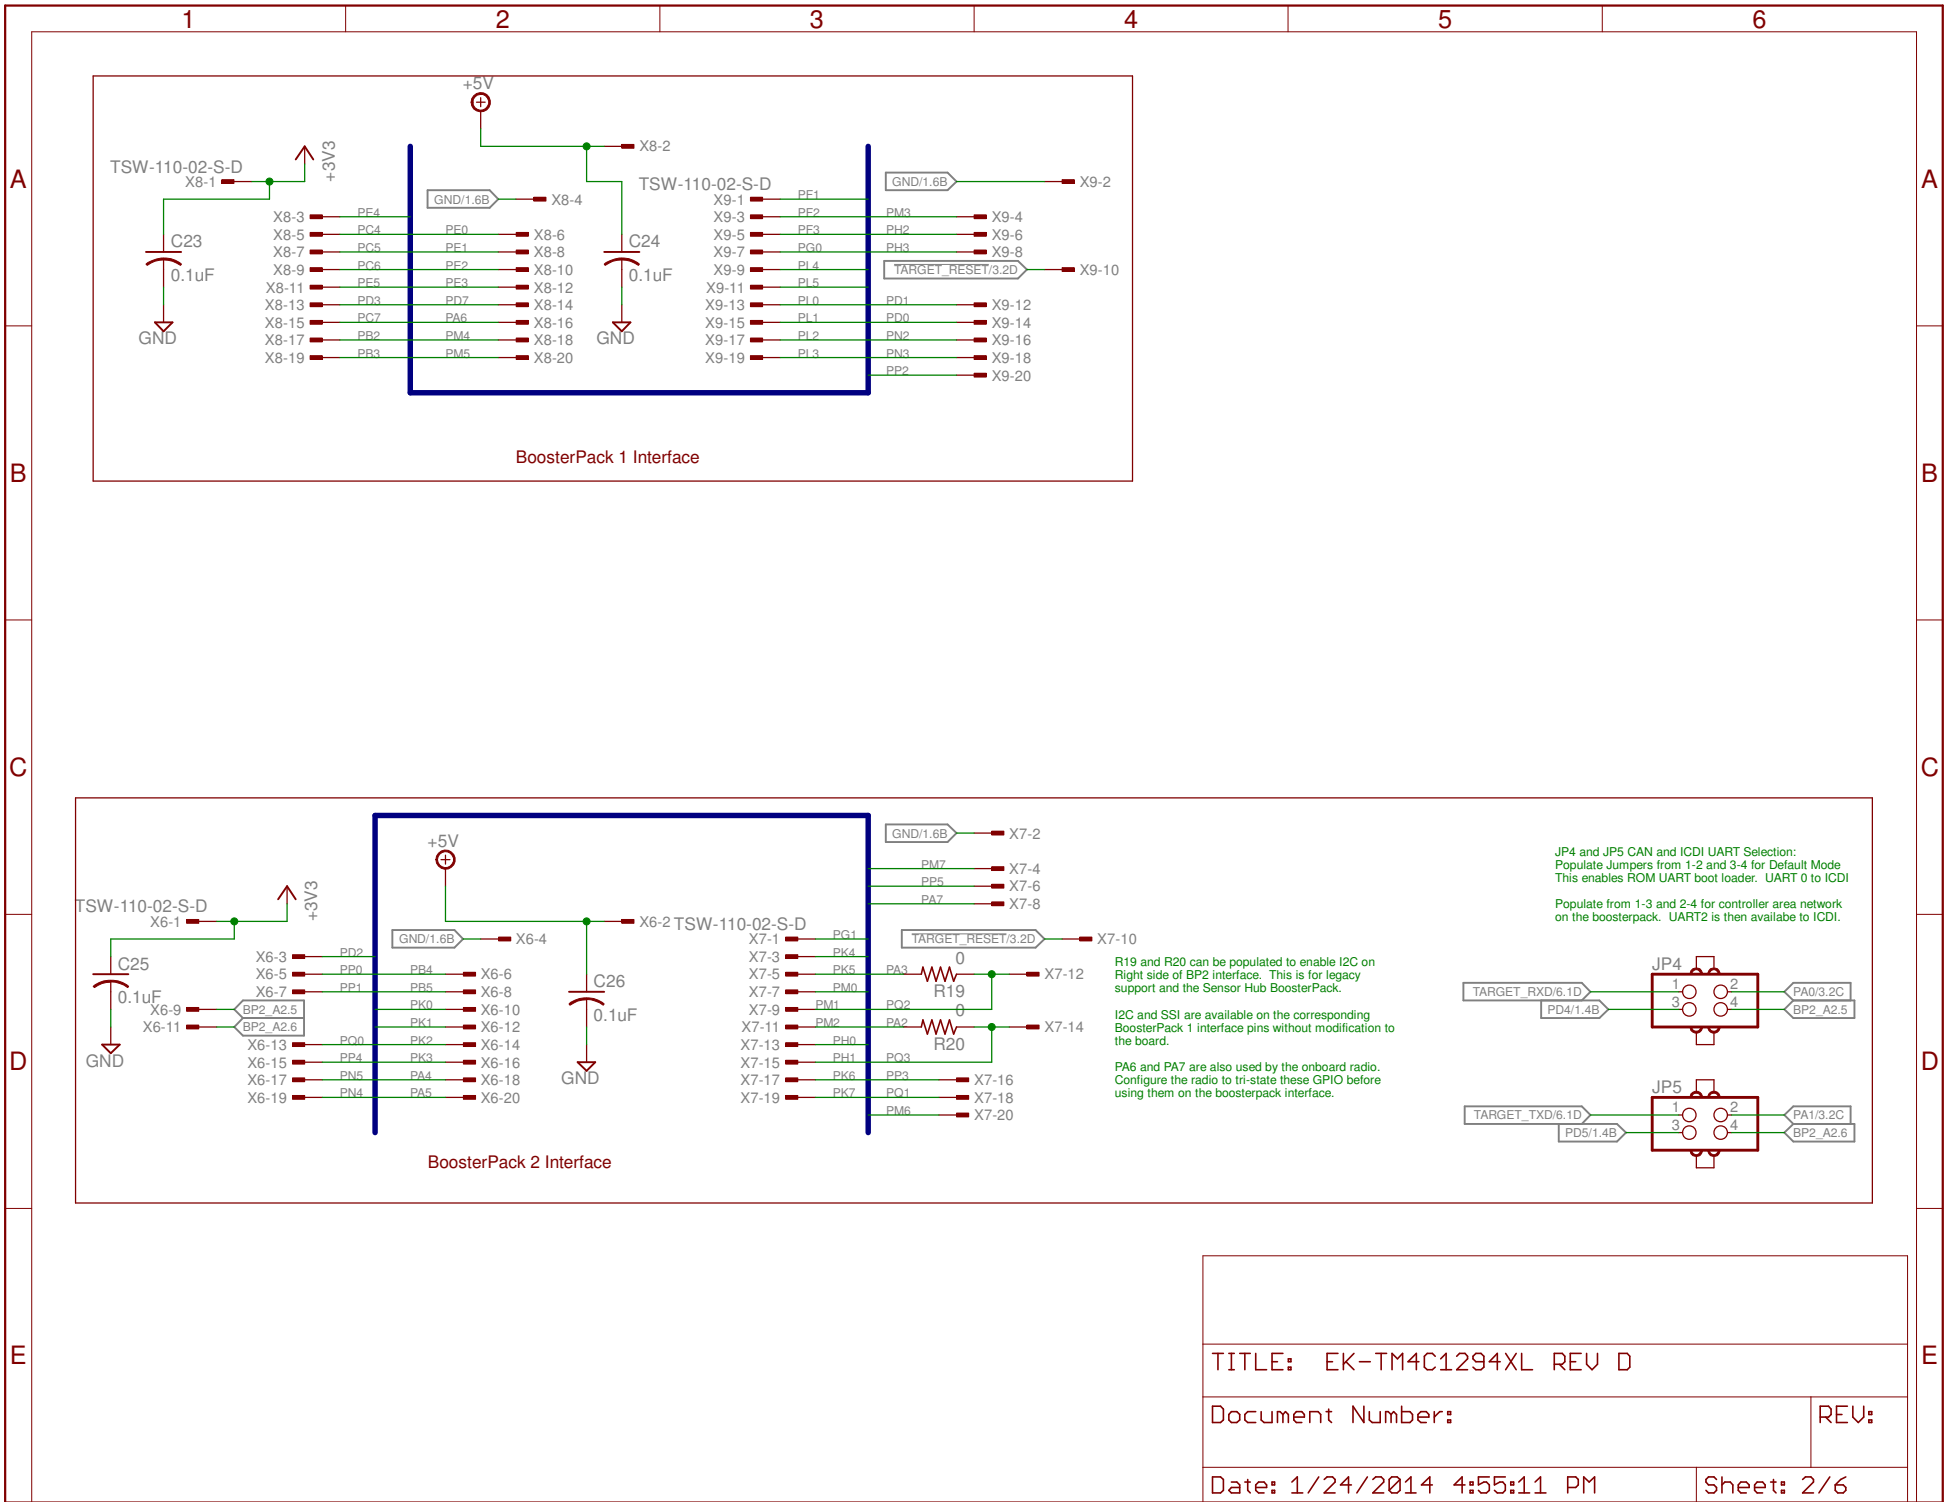 1 2 3 4 5 6
A A
B B
C C
D D
E E
+5V
X8-2
TSW-110-02-S-D
X8-1
+3V3
C23
0.1uF
GND
GND/1.6B X8-4
X8-3 PE4
X8-5 PC4 PE0 X8-6
X8-7 PC5 PE1 X8-8
X8-9 PC6 PE2 X8-10
X8-11 PE5 PE3 X8-12
X8-13 PD3 PD7 X8-14
X8-15 PC7 PA6 X8-16
X8-17 PB2 PM4 X8-18
X8-19 PB3 PM5 X8-20
C24
0.1uF
GND
TSW-110-02-S-D
GND/1.6B X9-2
X9-1 PF1
X9-3 PF2 PM3 X9-4
X9-5 PF3 PH2 X9-6
X9-7 PG0 PH3 X9-8
X9-9 PL4 TARGET_RESET/3.2D X9-10
X9-11 PL5
X9-13 PL0 PD1 X9-12
X9-15 PL1 PD0 X9-14
X9-17 PL2 PN2 X9-16
X9-19 PL3 PN3 X9-18
PP2 X9-20
BoosterPack 1 Interface
+5V
X6-2
TSW-110-02-S-D
X6-1
+3V3
C25
0.1uF
GND
GND/1.6B X6-4
X6-3 PD2
X6-5 PP0 PB4 X6-6
X6-7 PP1 PB5 X6-8
X6-9 BP2_A2.5 PK0 X6-10
X6-11 BP2_A2.6 PK1 X6-12
X6-13 PQ0 PK2 X6-14
X6-15 PP4 PK3 X6-16
X6-17 PN5 PA4 X6-18
X6-19 PN4 PA5 X6-20
C26
0.1uF
GND
GND/1.6B X7-2
PM7 X7-4
PP5 X7-6
PA7 X7-8
TSW-110-02-S-D
X7-1 PG1 TARGET_RESET/3.2D X7-10
X7-3 PK4 0
X7-5 PK5 PA3 X7-12
X7-7 PM0 R19
X7-9 PM1 PQ2 0
X7-11 PM2 PA2 X7-14
X7-13 PH0 R20
X7-15 PH1 PQ3
X7-17 PK6 PP3 X7-16
X7-19 PK7 PQ1 X7-18
PM6 X7-20
BoosterPack 2 Interface
R19 and R20 can be populated to enable I2C on
Right side of BP2 interface. This is for legacy
support and the Sensor Hub BoosterPack.
I2C and SSI are available on the corresponding
BoosterPack 1 interface pins without modification to
the board.
PA6 and PA7 are also used by the onboard radio.
Configure the radio to tri-state these GPIO before
using them on the boosterpack interface.
JP4 and JP5 CAN and ICDI UART Selection:
Populate Jumpers from 1-2 and 3-4 for Default Mode
This enables ROM UART boot loader. UART 0 to ICDI
Populate from 1-3 and 2-4 for controller area network
on the boosterpack. UART2 is then availabe to ICDI.
JP4
TARGET_RXD/6.1D 1 2 PA0/3.2C
PD4/1.4B 3 4 BP2_A2.5
JP5
TARGET_TXD/6.1D 1 2 PA1/3.2C
PD5/1.4B 3 4 BP2_A2.6
TITLE: EK-TM4C1294XL REV D
Document Number: REV:
Date: 1/24/2014 4:55:11 PM Sheet: 2/6